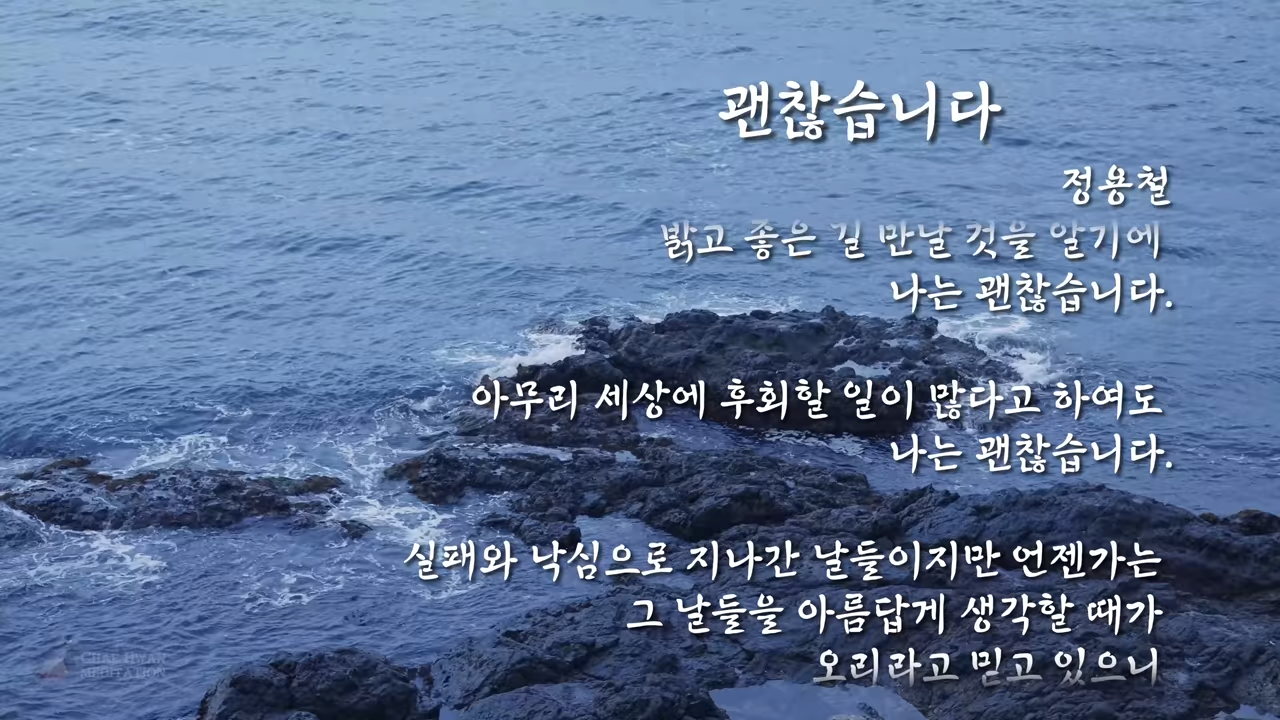 괜찮습니다
정용철
밝고 좋은 길 만날 것을 알기에
나는 괜찮습니다.
아무리 세상에 후회할 일이 많다고 하여도
나는 괜찮습니다.
실패와 낙심으로 지나간 날들이지만 언젠가는
그 날들을 아름답게 생각할 때가
오리라고 믿고 있으니